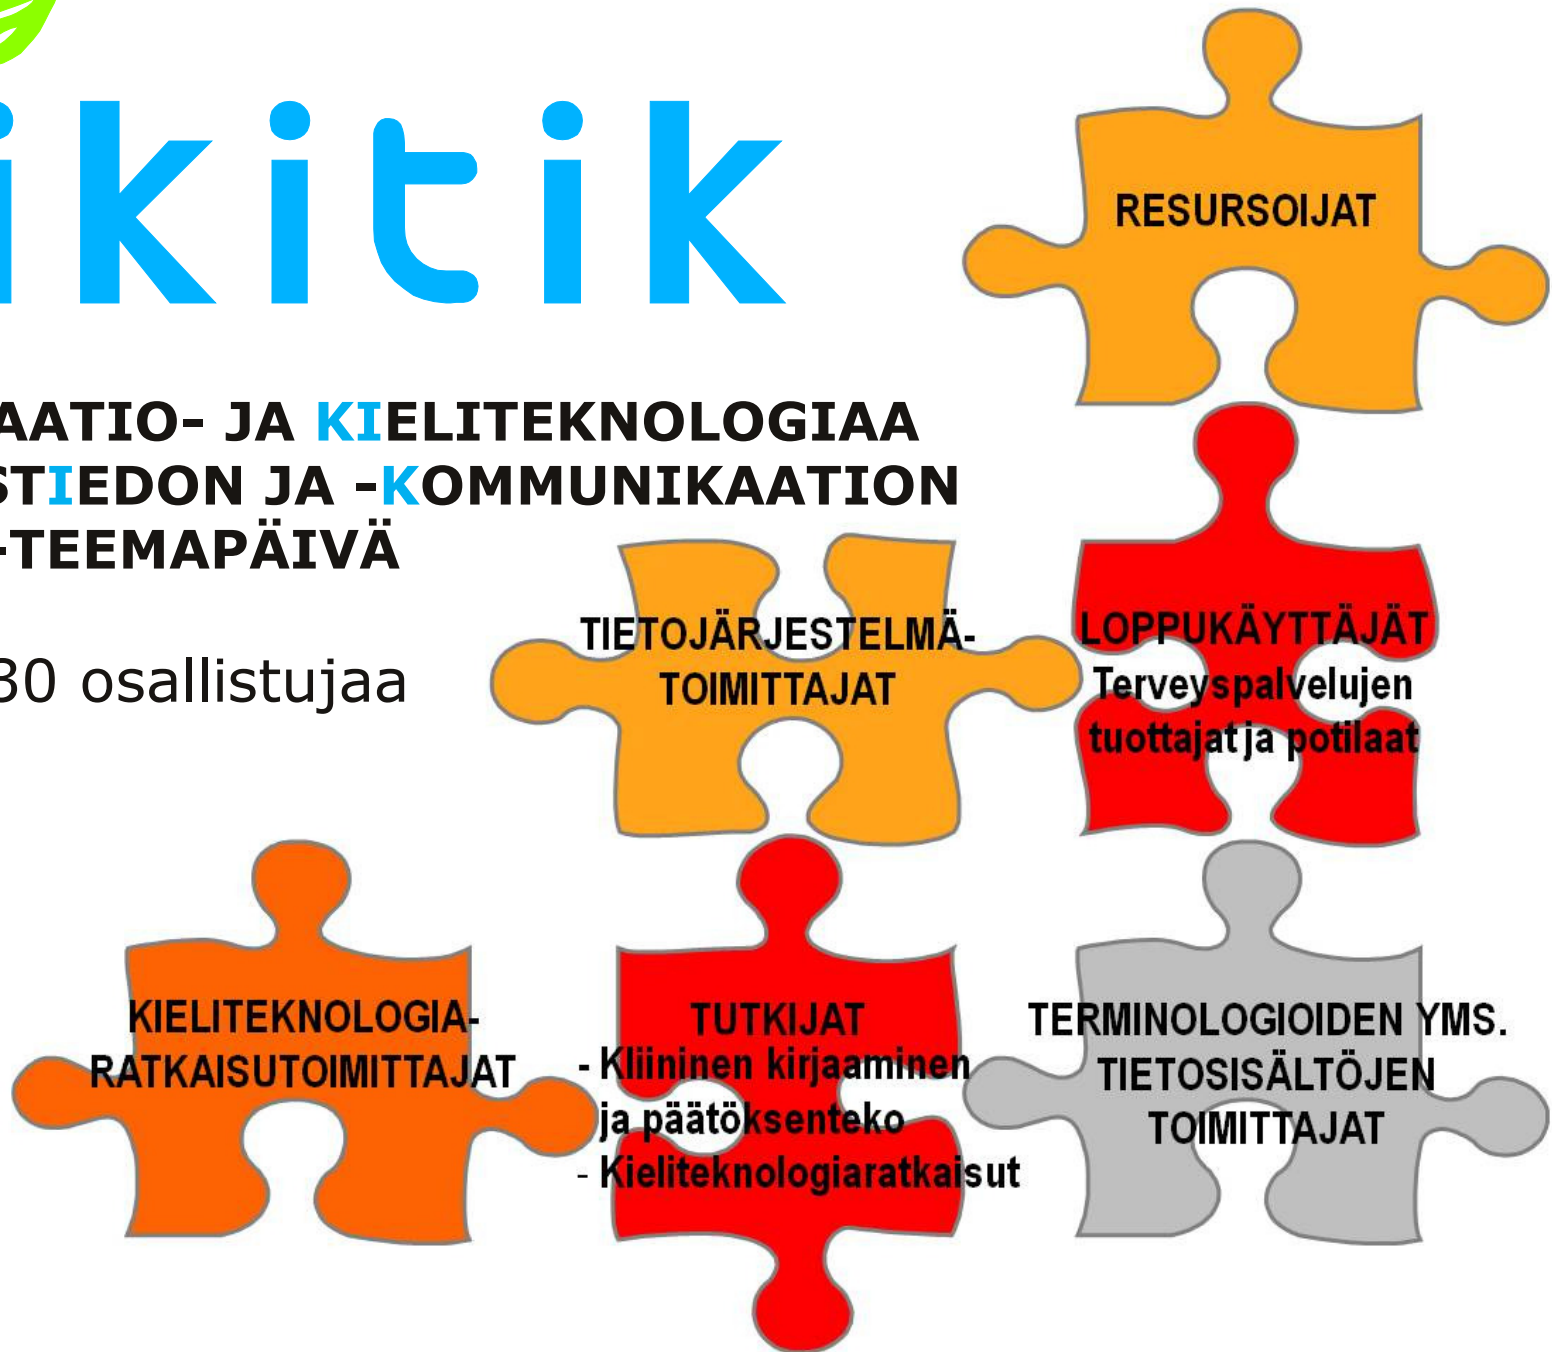 ikitik
RESURSOIJAT
AATIO- JA KIELITEKNOLOGIAA
STIEDON JA -KOMMUNIKAATION
-TEEMAPÄIVÄ
30 osallistujaa
TIETOJÄRJESTELMÄ-
TOIMITTAJAT
LOPPUKÄYTTÄJÄT
Terveyspalvelujen
tuottajat ja potilaat
KIELITEKNOLOGIA-
RATKAISUTOIMITTAJAT
TUTKIJAT
- Kliininen kirjaaminen
ja päätöksenteko
- Kieliteknologiaratkaisut
TERMINOLOGIOIDEN YMS.
TIETOSISÄLTÖJEN
TOIMITTAJAT